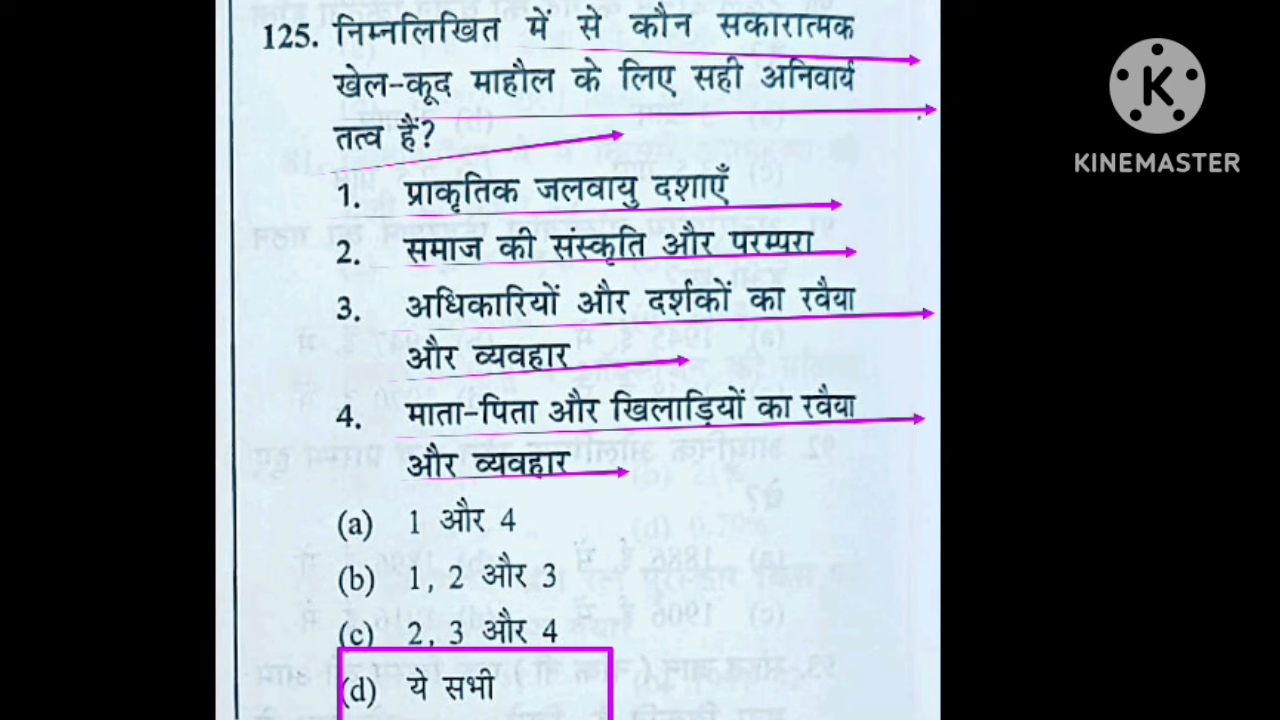 125. निम्नलिखित में से कौन सकारात्मक
खेल-कूद माहौल के लिए सही अनिवार्य
तत्व हैं?
1. प्राकृतिक जलवायु दशाएँ
2. समाज की संस्कृति और परम्परा
3. अधिकारियों और दर्शकों का रवैया
और व्यवहार
4. माता-पिता और खिलाड़ियों का रवैया
और व्यवहार
(a) 1 और 4
(b) 1, 2 और 3
(c) 2, 3 और 4
(d) ये सभी
K
KINEMASTER